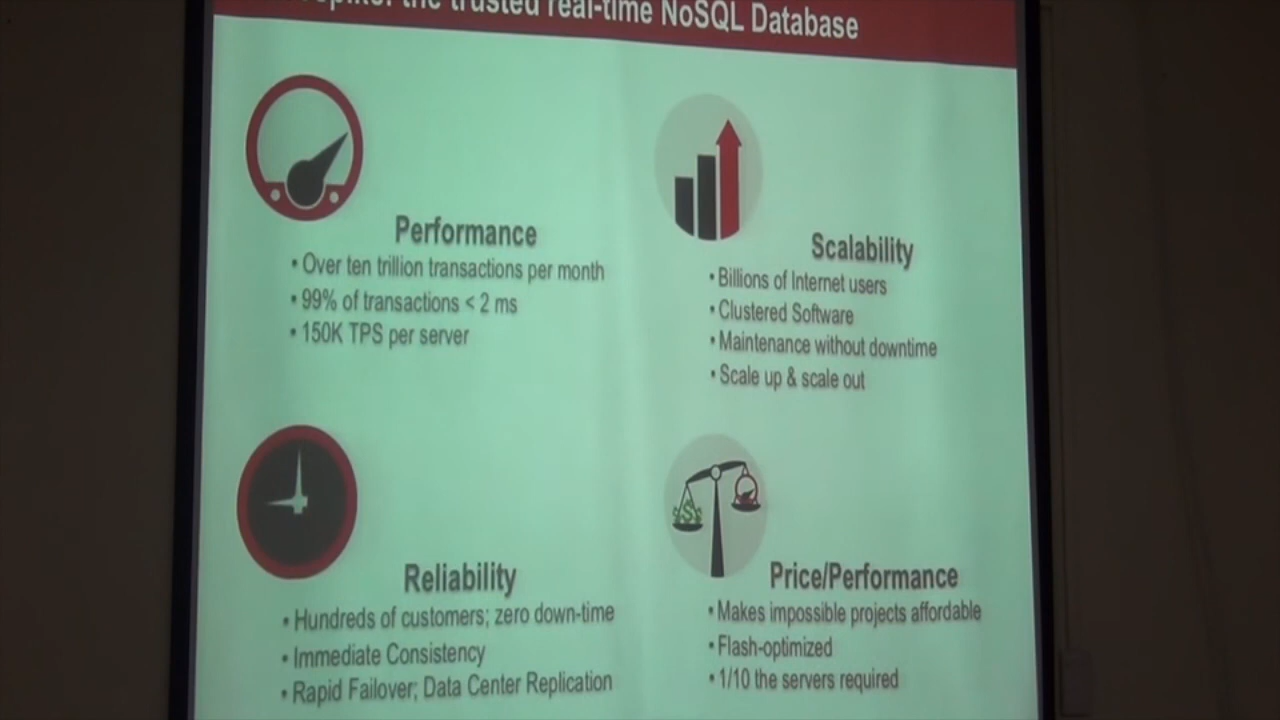 the trusted real-time NoSQL Database
Performance
• Over ten trillion transactions per month
• 99% of transactions < 2 ms
• 150K TPS per server
Scalability
• Billions of Internet users
• Clustered Software
• Maintenance without downtime
• Scale up & scale out
Reliability
• Hundreds of customers; zero down-time
• Immediate Consistency
• Rapid Failover; Data Center Replication
Price/Performance
• Makes impossible projects affordable
• Flash-optimized
• 1/10 the servers required